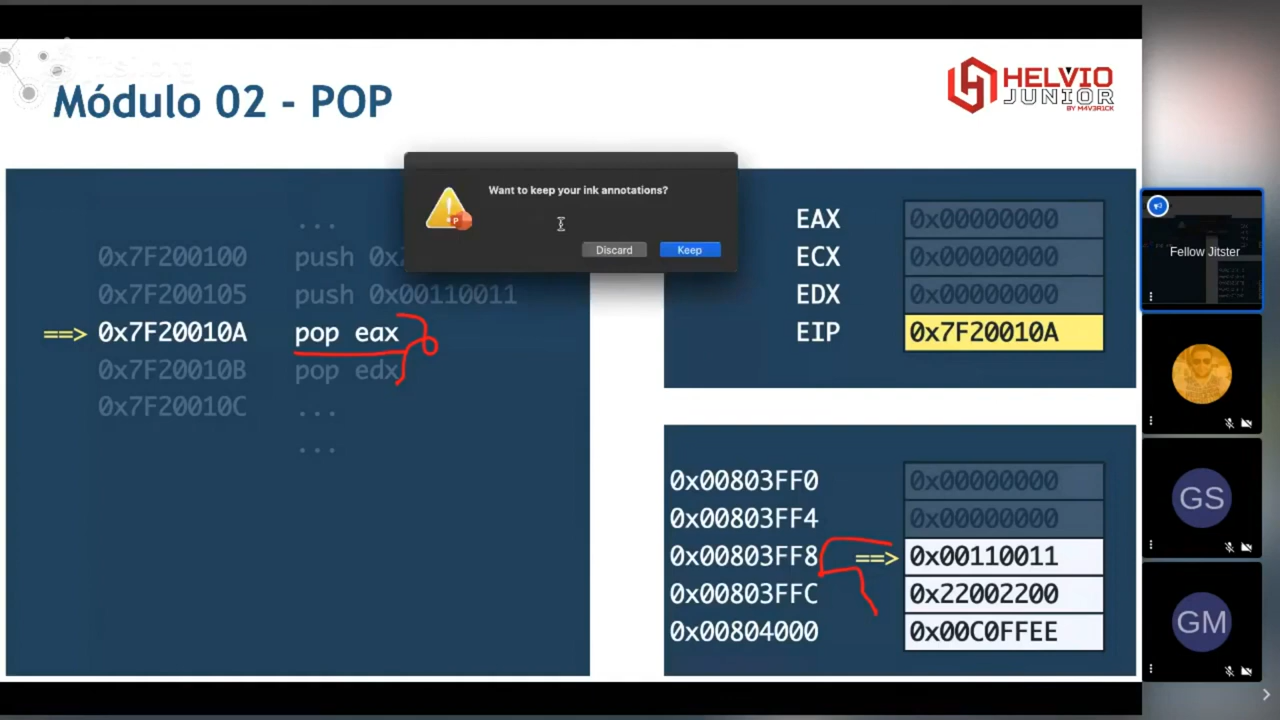 Módulo 02 - POP
HELVIO
JUNIOR
BY M4V3R1CK
Want to keep your ink annotations?
Discard
Keep
...
0x7F200100 push 0x2
0x7F200105 push 0x00110011
==> 0x7F20010A pop eax
0x7F20010B pop edx
0x7F20010C ...
...
EAX 0x00000000
ECX 0x00000000
EDX 0x00000000
EIP 0x7F20010A
0x00803FF0 0x00000000
0x00803FF4 0x00000000
0x00803FF8 ==> 0x00110011
0x00803FFC 0x22002200
0x00804000 0x00C0FFEE
Fellow Jitster
GS
GM